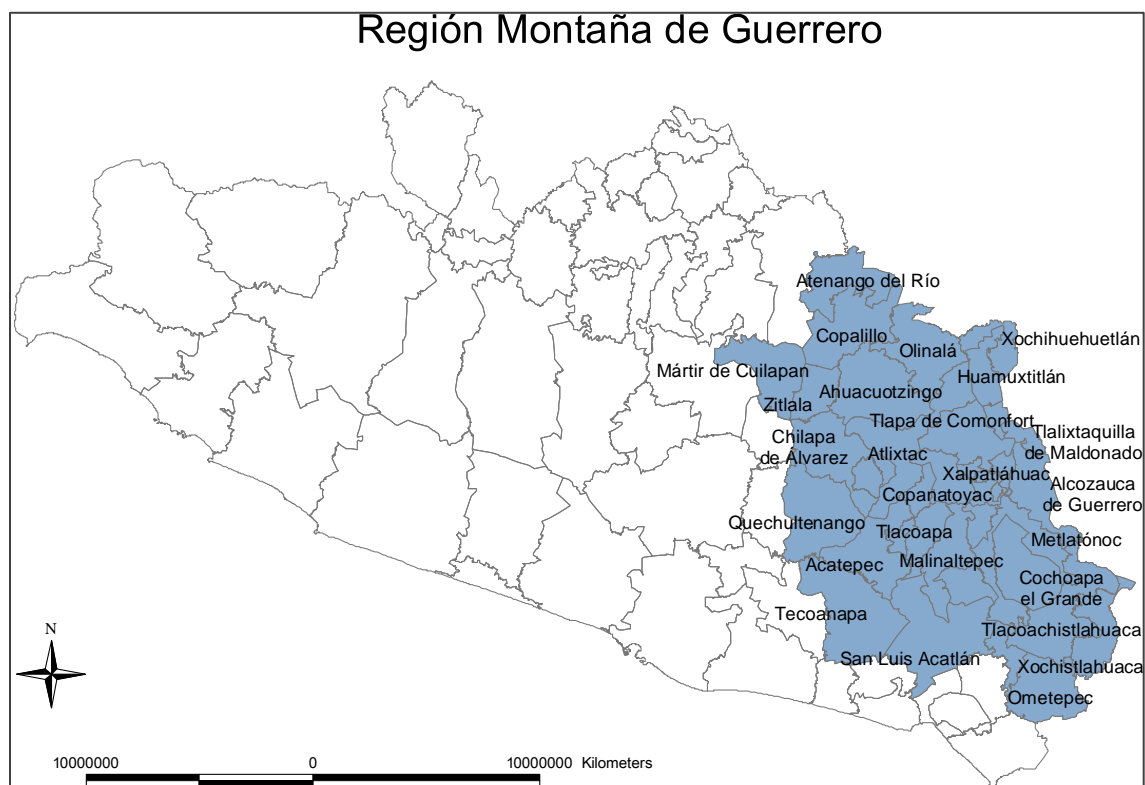 Región Montaña de Guerrero
Atenango del Río
Copalillo
Olinalá
Xochihuehuetlán
Mártir de Cuilapan
Huamuxtitlán
Ahuacuotzingo
Zitlala
Tlapa de Comonfort
Tlalixtaquilla
de Maldonado
Chilapa
de Álvarez
Atlixtac
Xalpatláhuac
Alcozauca
de Guerrero
Copanatoyac
Quechultenango
Tlacoapa
Metlatónoc
Acatepec
Malinaltepec
Cochoapa
el Grande
Tecoanapa
Tlacoachistlahuaca
San Luis Acatlán
Xochistlahuaca
Ometepec
N
10000000 0 10000000 Kilometers